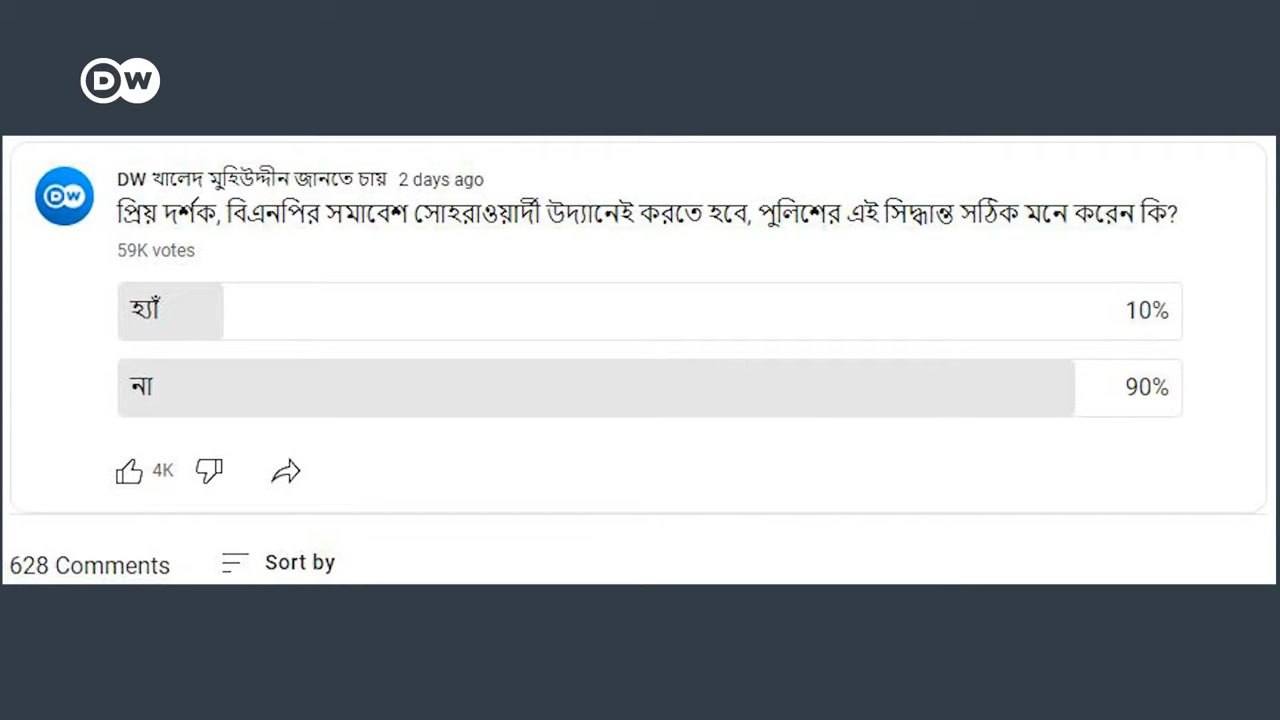 DW
DW
DW খালেদ মুহিউদ্দীন জানতে চায় 2 days ago
প্রিয় দর্শক, বিএনপির সমাবেশ সোহরাওয়ার্দী উদ্যানেই করতে হবে, পুলিশের এই সিদ্ধান্ত সঠিক মনে করেন কি?
59K votes
হ্যাঁ 10%
না 90%
4K
628 Comments Sort by